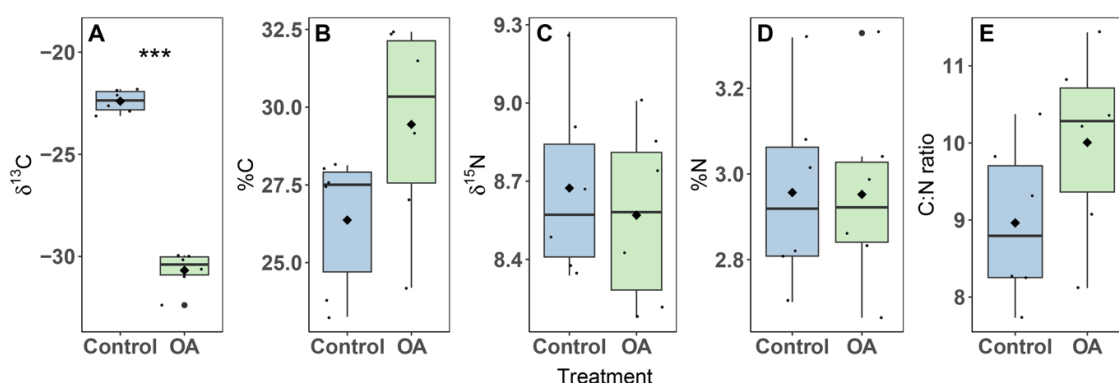 A
δ13C
−20
−25
−30
***
Control OA
B
%C
32.5
30.0
27.5
25.0
Control OA
C
δ15N
9.3
9.0
8.7
8.4
Control OA
D
%N
3.2
3.0
2.8
Control OA
E
C:N ratio
11
10
9
8
Control OA
Treatment